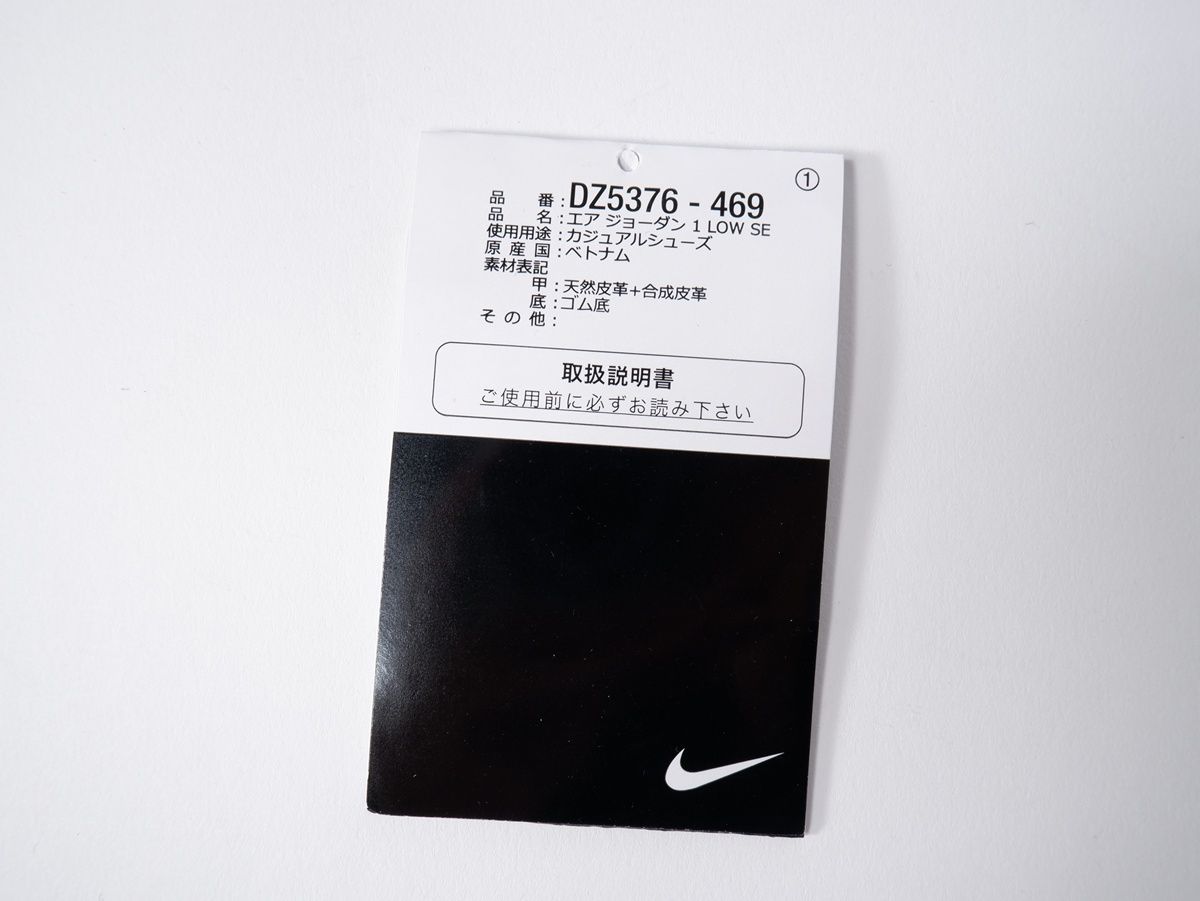 ①
品 番：DZ5376 - 469
品 名：エア ジョーダン 1 LOW SE
使用用途：カジュアルシューズ
原 産 国：ベトナム
素材表記
甲：天然皮革+合成皮革
底：ゴム底
そ の 他：
取扱説明書
ご使用前に必ずお読み下さい